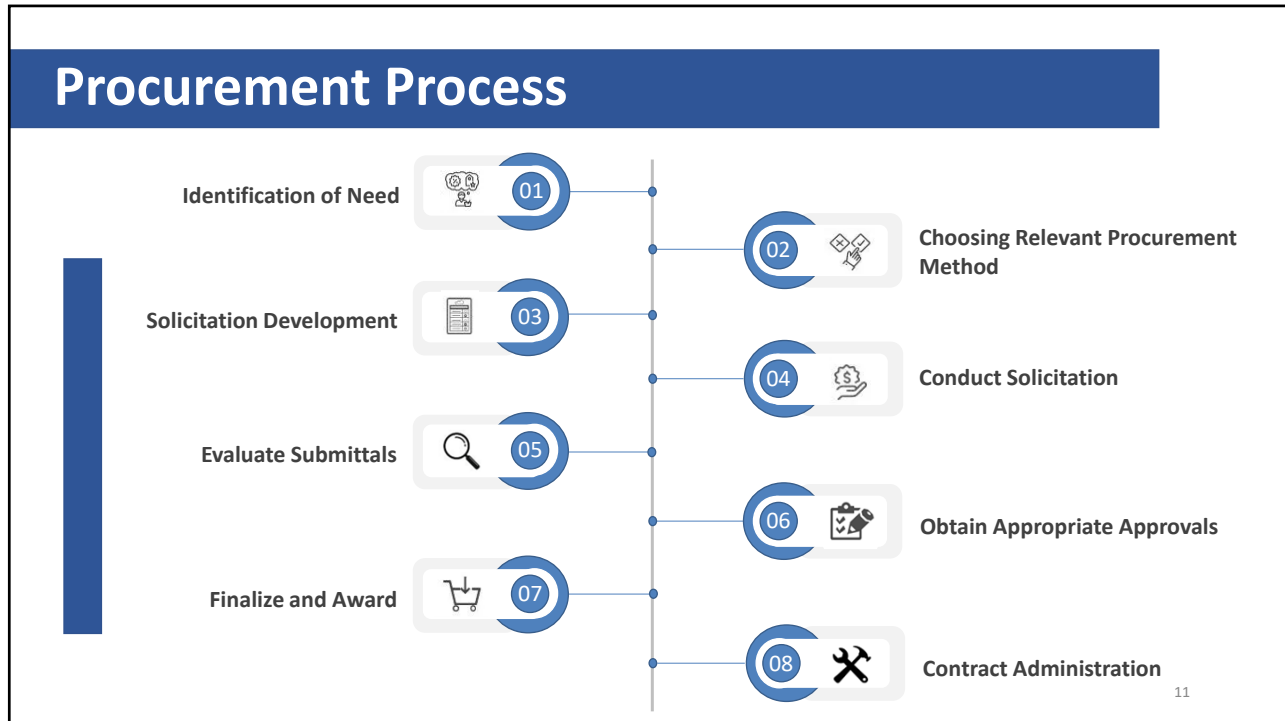 Procurement Process
Identification of Need
01
02
Choosing Relevant Procurement
Method
Solicitation Development
03
04
Conduct Solicitation
Evaluate Submittals
05
06
Obtain Appropriate Approvals
Finalize and Award
07
08
Contract Administration
11